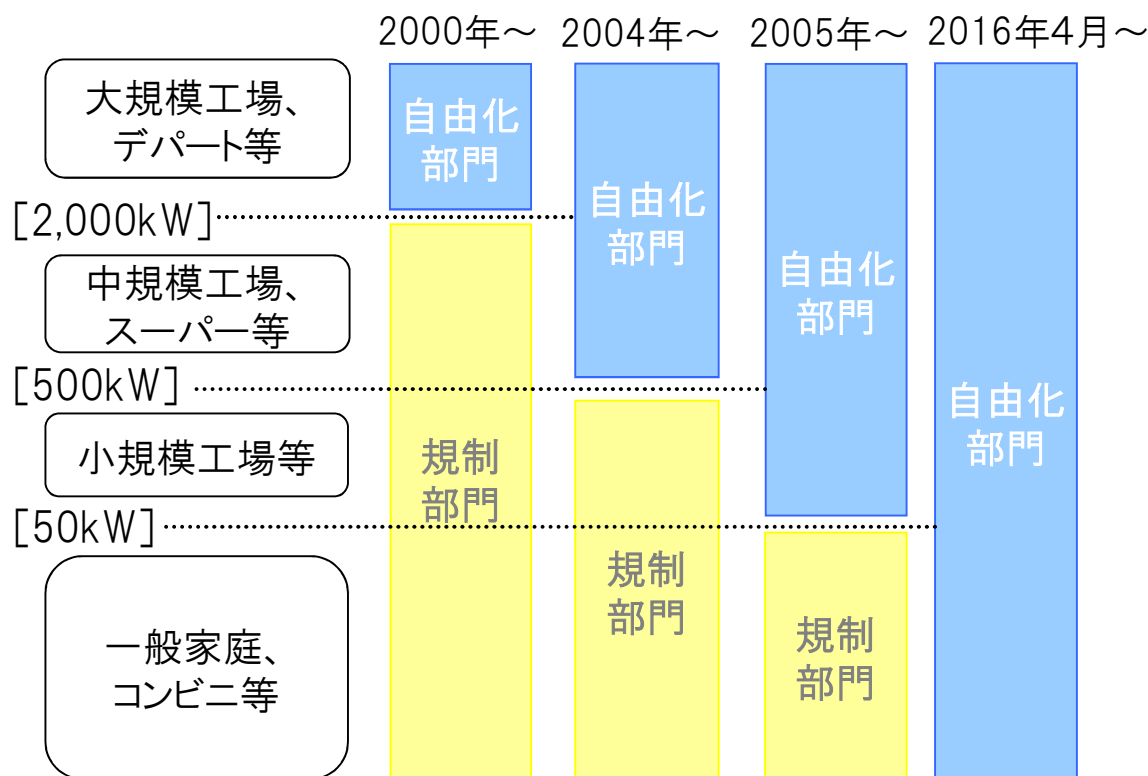 2000年～
2004年～
2005年～
2016年4月～
大規模工場、
デパート等
自由化
部門
[2,000kW]
自由化
部門
中規模工場、
スーパー等
自由化
部門
[500kW]
自由化
部門
小規模工場等
規制
部門
[50kW]
規制
部門
一般家庭、
コンビニ等
規制
部門